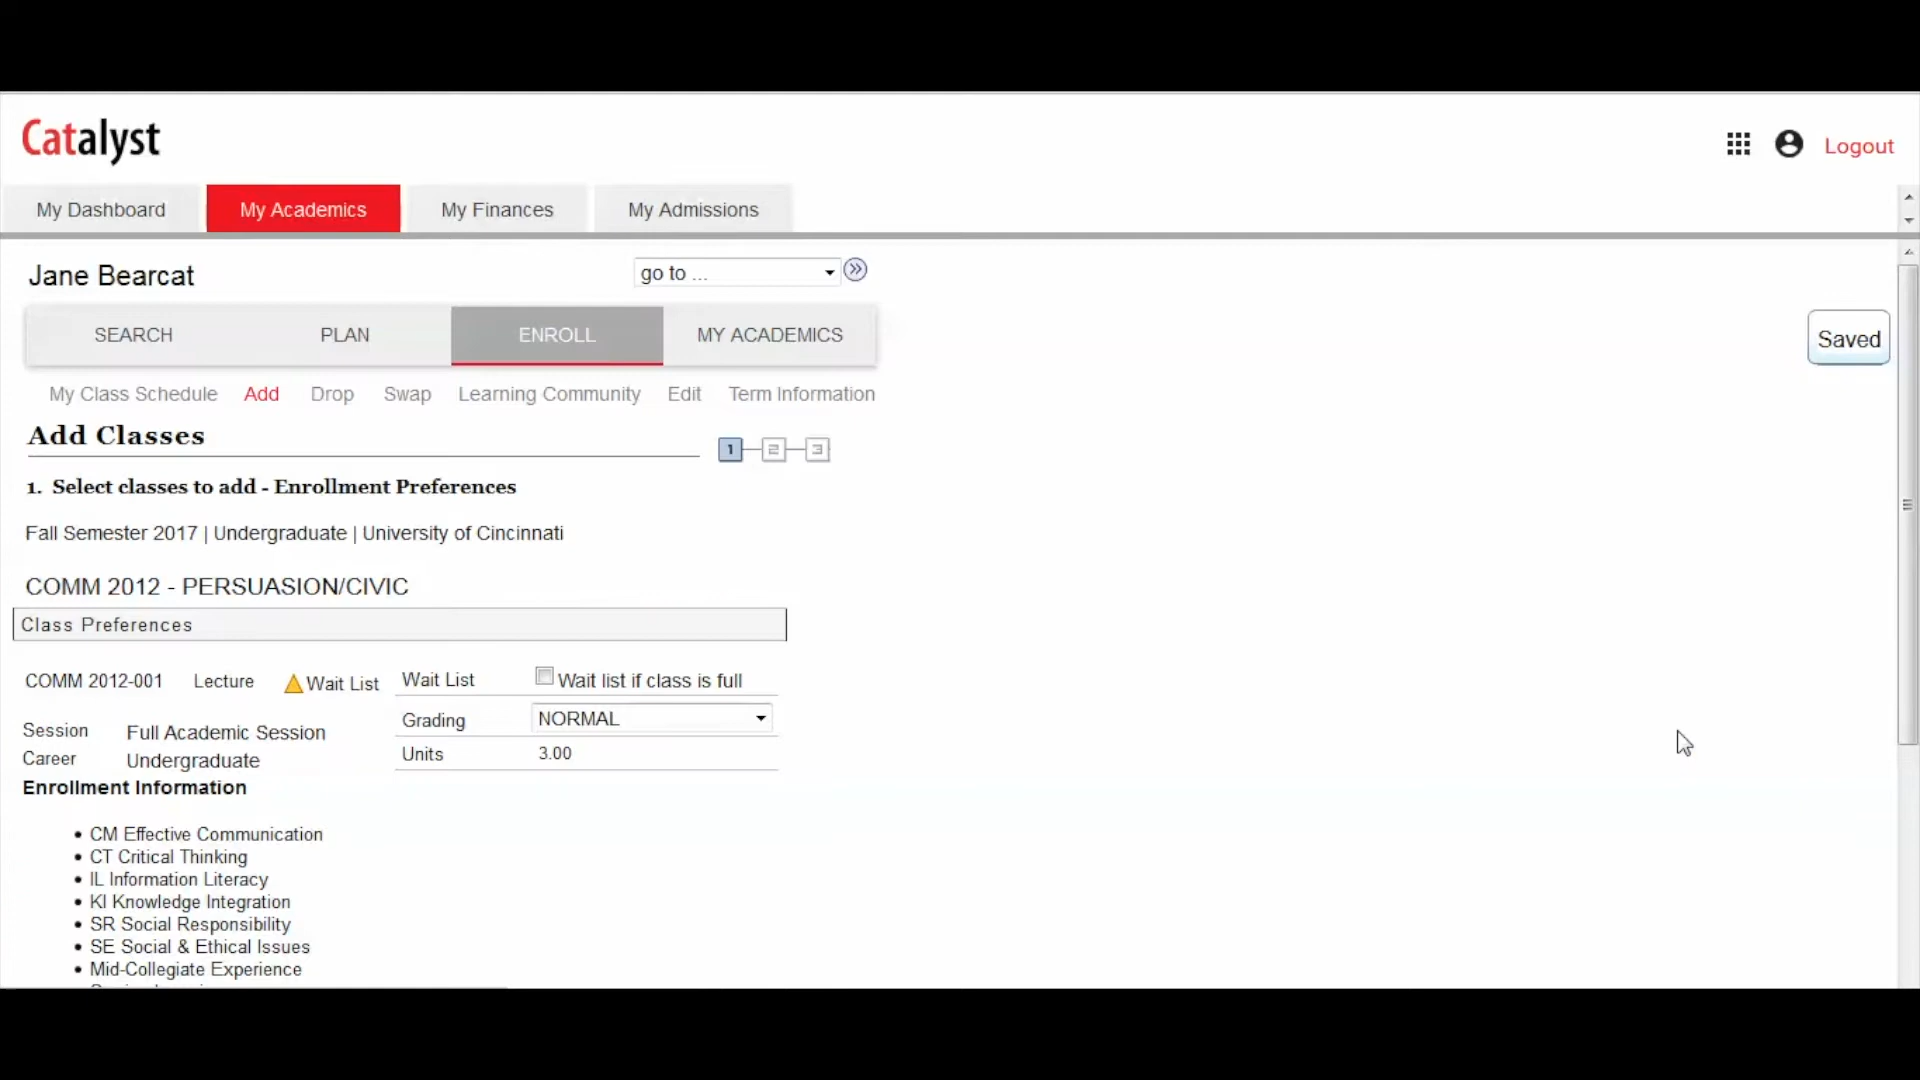 Catalyst
Logout
My Dashboard My Academics My Finances My Admissions
Jane Bearcat go to ...
SEARCH PLAN ENROLL MY ACADEMICS
Saved
My Class Schedule Add Drop Swap Learning Community Edit Term Information
Add Classes
1 2 3
1. Select classes to add - Enrollment Preferences
Fall Semester 2017 | Undergraduate | University of Cincinnati
COMM 2012 - PERSUASION/CIVIC
Class Preferences
COMM 2012-001 Lecture Wait List Wait List Wait list if class is full
Grading NORMAL
Session Full Academic Session
Units 3.00
Career Undergraduate
Enrollment Information
• CM Effective Communication
• CT Critical Thinking
• IL Information Literacy
• KI Knowledge Integration
• SR Social Responsibility
• SE Social & Ethical Issues
• Mid-Collegiate Experience